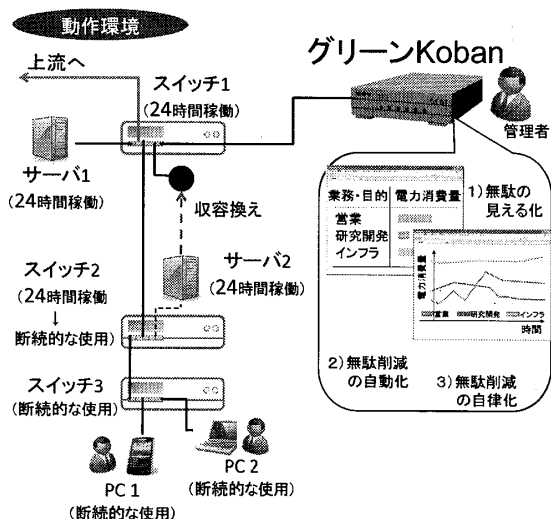 動作環境
上流へ
スイッチ1
(24時間稼働)
グリーンKoban
管理者
サーバ1
(24時間稼働)
収容換え
サーバ2
(24時間稼働)
スイッチ2
(24時間稼働
↓
断続的な使用)
スイッチ3
(断続的な使用)
PC 1
(断続的な使用)
PC 2
(断続的な使用)
業務・目的 電力消費量
営業
研究開発
インフラ
1)無駄の
見える化
電力消費量
営業 研究開発 インフラ
時間
2)無駄削減
の自動化
3)無駄削減
の自律化